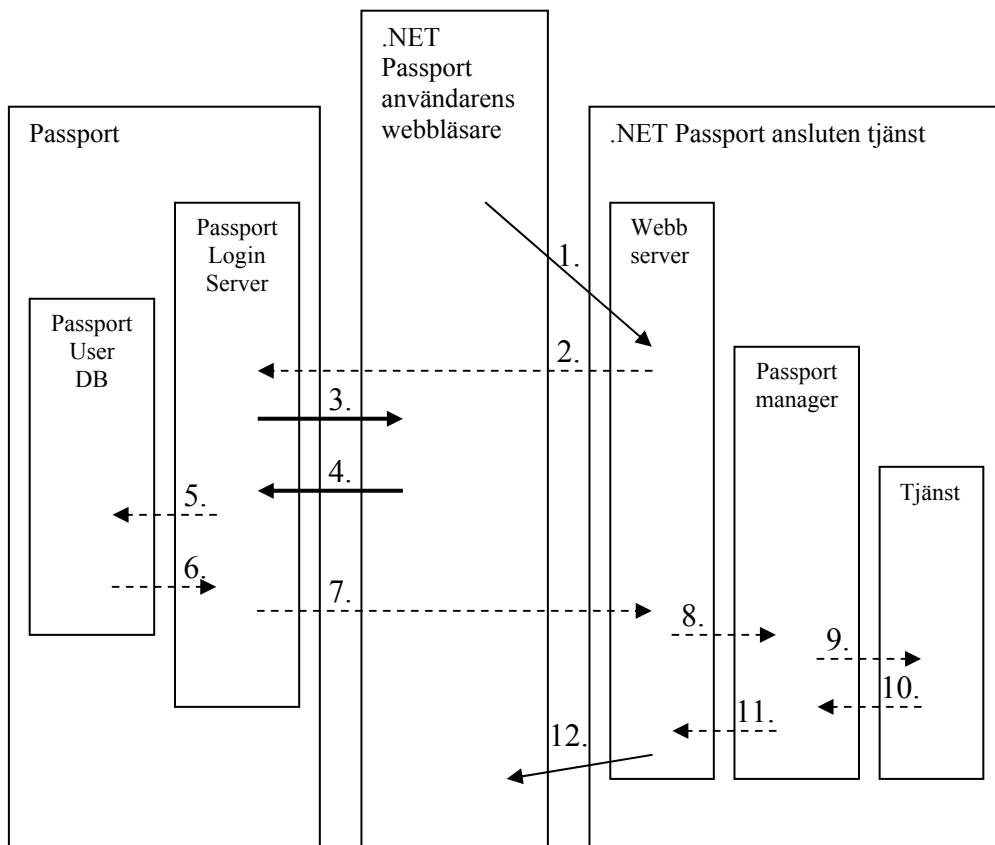 .NET
Passport
användarens
webbläsare
Passport
.NET Passport ansluten tjänst
Passport
Login
Server
Webb
server
Passport
User
DB
Passport
manager
Tjänst
1.
2.
3.
4.
5.
6.
7.
8.
9.
10.
11.
12.